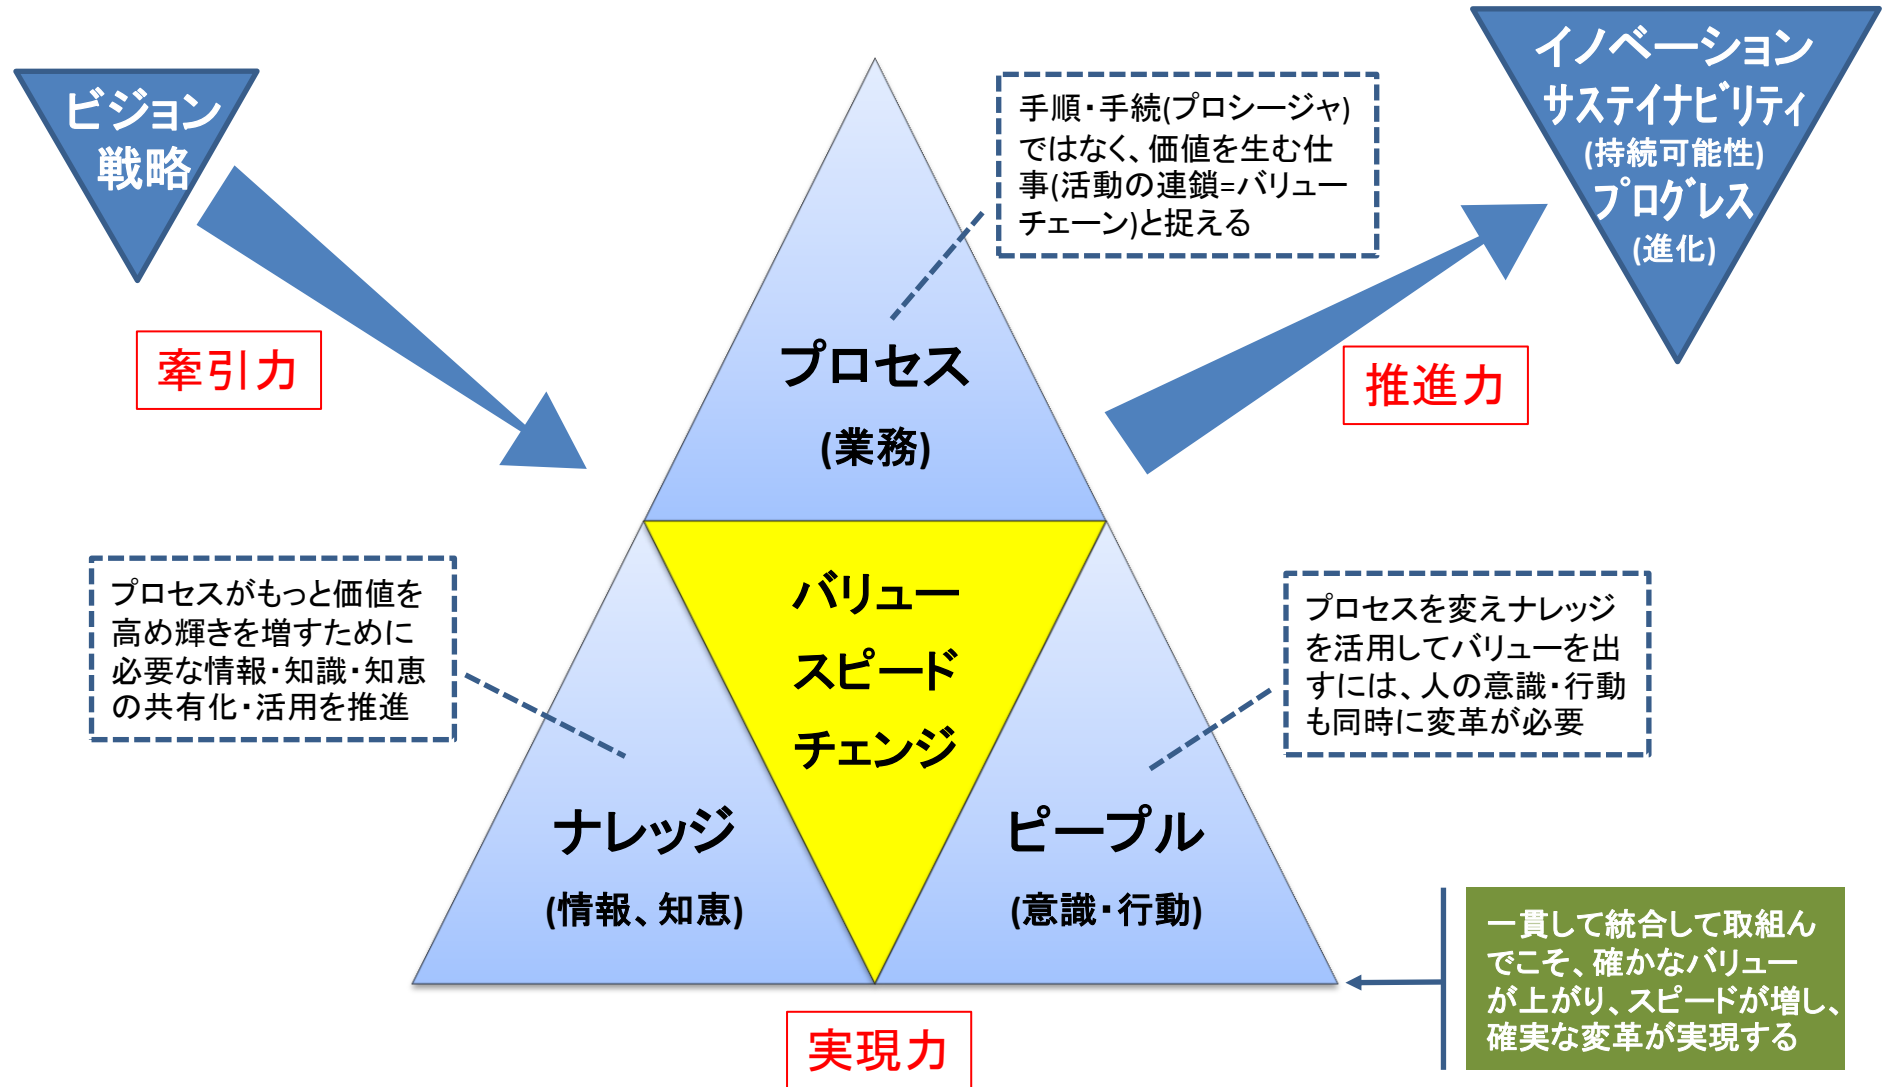 ビジョン
戦略
イノベーション
サステイナビリティ
(持続可能性)
プログレス
(進化)
手順・手続(プロシージャ)
ではなく、価値を生む仕
事(活動の連鎖=バリュー
チェーン)と捉える
牽引力
推進力
プロセス
(業務)
プロセスがもっと価値を
高め輝きを増すために
必要な情報・知識・知恵
の共有化・活用を推進
バリュー
スピード
チェンジ
プロセスを変えナレッジ
を活用してバリューを出
すには、人の意識・行動
も同時に変革が必要
ナレッジ
(情報、知恵)
ピープル
(意識・行動)
一貫して統合して取組ん
でこそ、確かなバリュー
が上がり、スピードが増し、
確実な変革が実現する
実現力